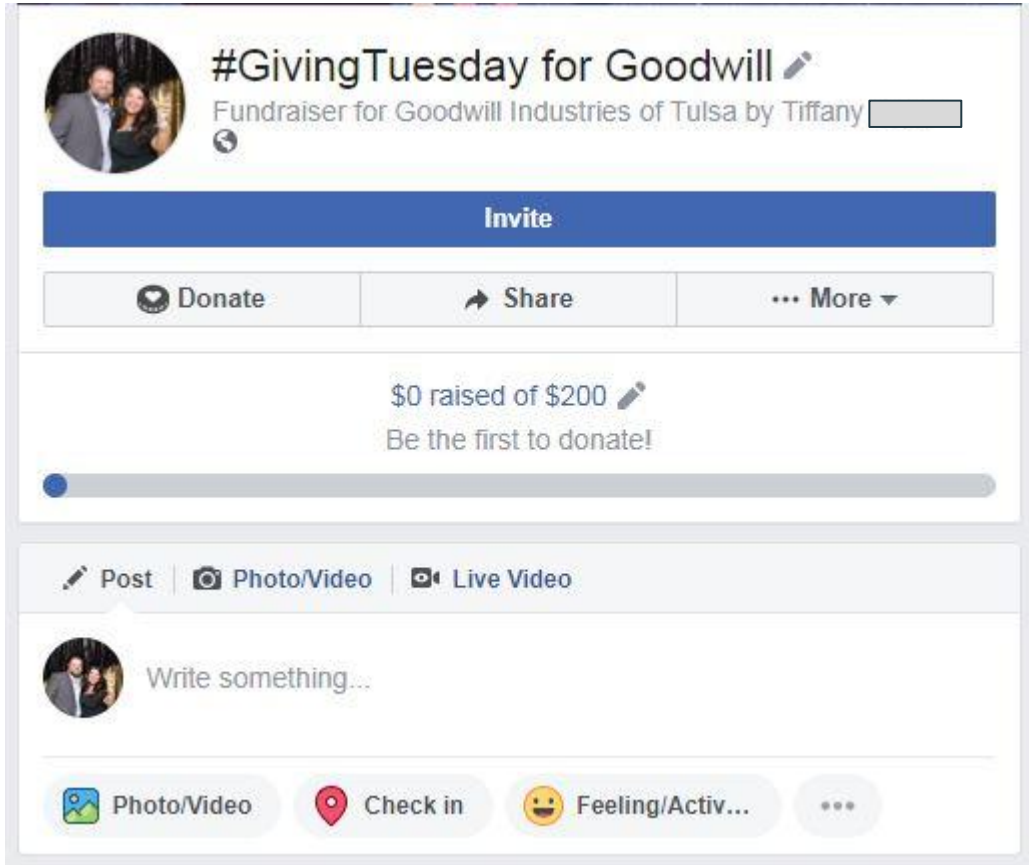 #GivingTuesday for Goodwill
Fundraiser for Goodwill Industries of Tulsa by Tiffany
Invite
Donate
Share
··· More
$0 raised of $200
Be the first to donate!
Post
Photo/Video
Live Video
Write something...
Photo/Video
Check in
Feeling/Activ...